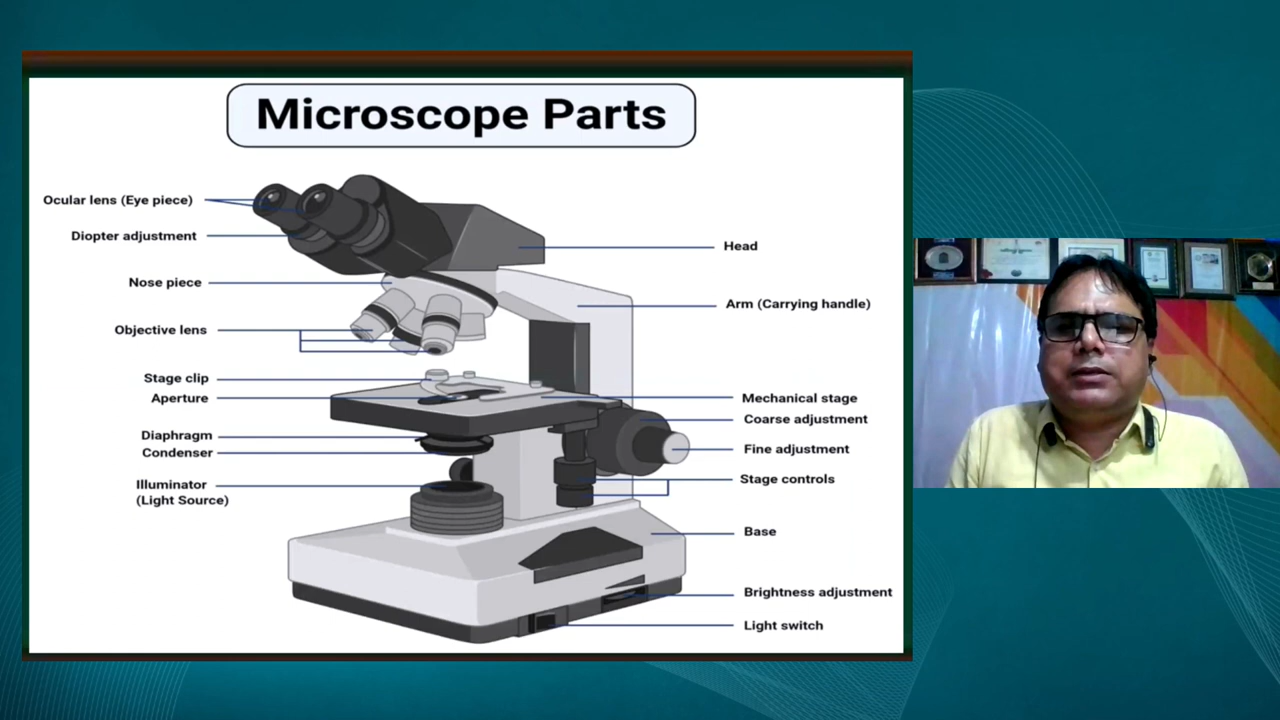 Microscope Parts
Ocular lens (Eye piece)
Diopter adjustment
Nose piece
Objective lens
Stage clip
Aperture
Diaphragm
Condenser
Illuminator
(Light Source)
Head
Arm (Carrying handle)
Mechanical stage
Coarse adjustment
Fine adjustment
Stage controls
Base
Brightness adjustment
Light switch